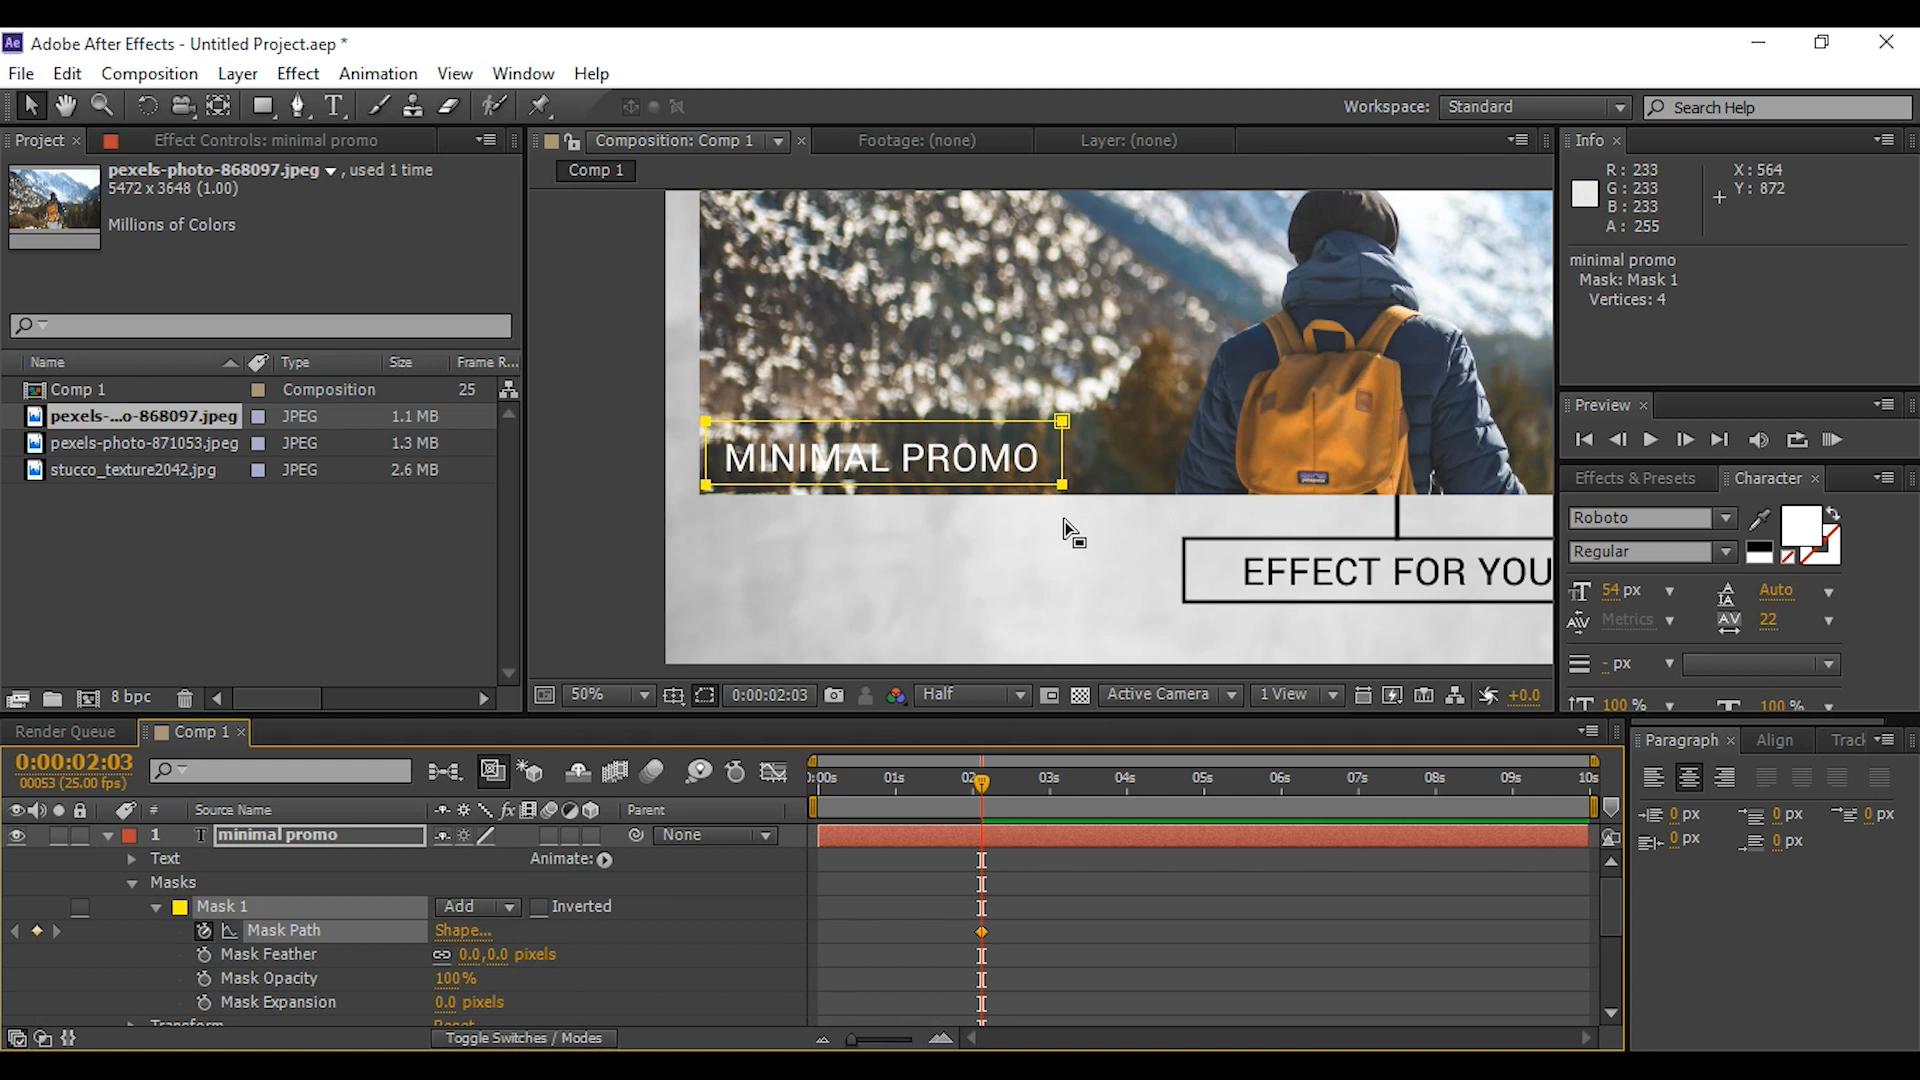 Ae Adobe After Effects - Untitled Project.aep *
File Edit Composition Layer Effect Animation View Window Help
Workspace: Standard Search Help
Project × Effect Controls: minimal promo
pexels-photo-868097.jpeg , used 1 time
5472 x 3648 (1.00)
Millions of Colors
Name Type Size Frame R...
Comp 1 Composition 25
pexels-...o-868097.jpeg JPEG 1.1 MB
pexels-photo-871053.jpeg JPEG 1.3 MB
stucco_texture2042.jpg JPEG 2.6 MB
8 bpc
Composition: Comp 1 × Footage: (none) Layer: (none)
Comp 1
MINIMAL PROMO
EFFECT FOR YOU
50% 0:00:02:03 Half Active Camera 1 View +0.0
Info ×
R : 233 X : 564
G : 233 Y : 872
B : 233
A : 255
minimal promo
Mask: Mask 1
Vertices: 4
Preview ×
Effects & Presets Character ×
Roboto
Regular
54 px Auto
Metrics 22
- px
100 % 100 %
Render Queue Comp 1 ×
0:00:02:03
00053 (25.00 fps)
):00s 01s 02 03s 04s 05s 06s 07s 08s 09s 10s
# Source Name Parent
1 T minimal promo None
Text Animate:
Masks
Mask 1 Add Inverted
Mask Path Shape...
Mask Feather 0.0,0.0 pixels
Mask Opacity 100%
Mask Expansion 0.0 pixels
Transform Reset
Toggle Switches / Modes
Paragraph × Align Track
0 px 0 px 0 px
0 px 0 px